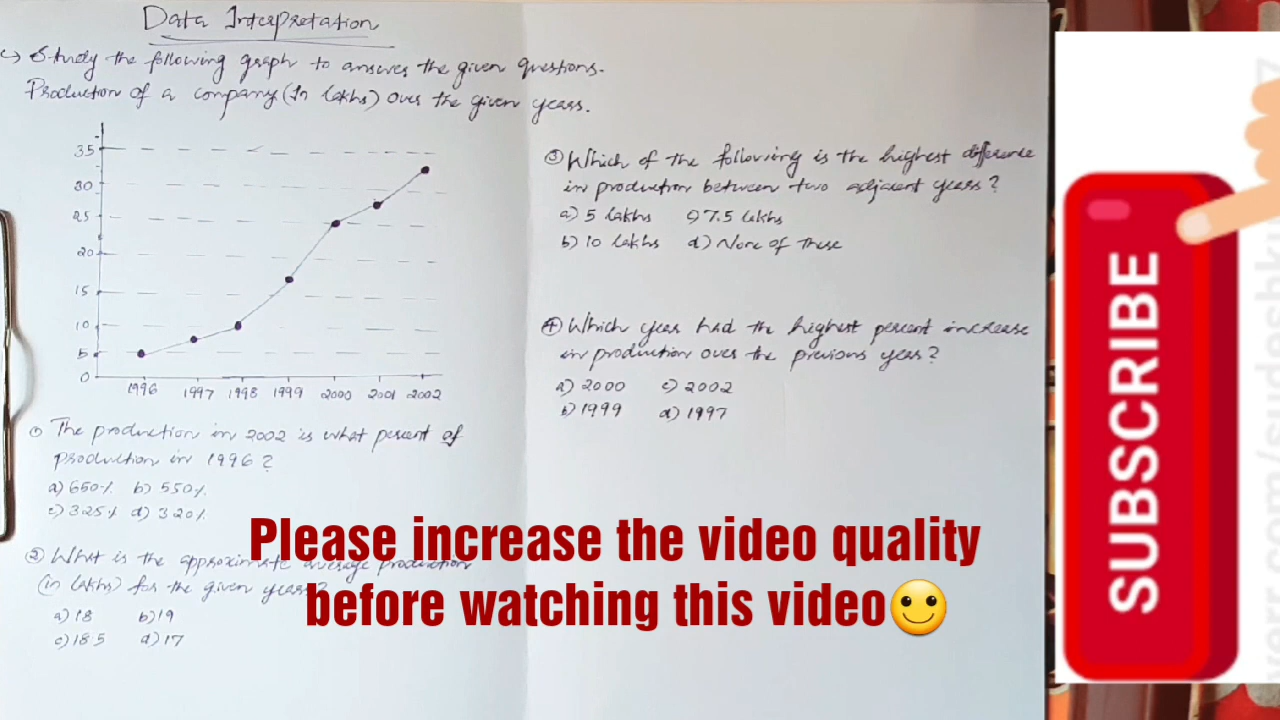 Data Interpretation
Study the following graph to answer the given questions.
Production of a company (In lakhs) over the given years.
35
30
25
20
15
10
5
0
1996 1997 1998 1999 2000 2001 2002
① The production in 2002 is what percent of
production in 1996?
a) 650% b) 550%
c) 325% d) 320%
② What is the approximate average production
(in lakhs) for the given years?
a) 18 b) 19
c) 18.5 d) 17
③ Which of the following is the highest difference
in production between two adjacent years?
a) 5 lakhs c) 7.5 lakhs
b) 10 lakhs d) None of these
④ Which year had the highest percent increase
in production over the previous year?
a) 2000 c) 2002
b) 1999 d) 1997
Please increase the video quality
before watching this video
SUBSCRIBE